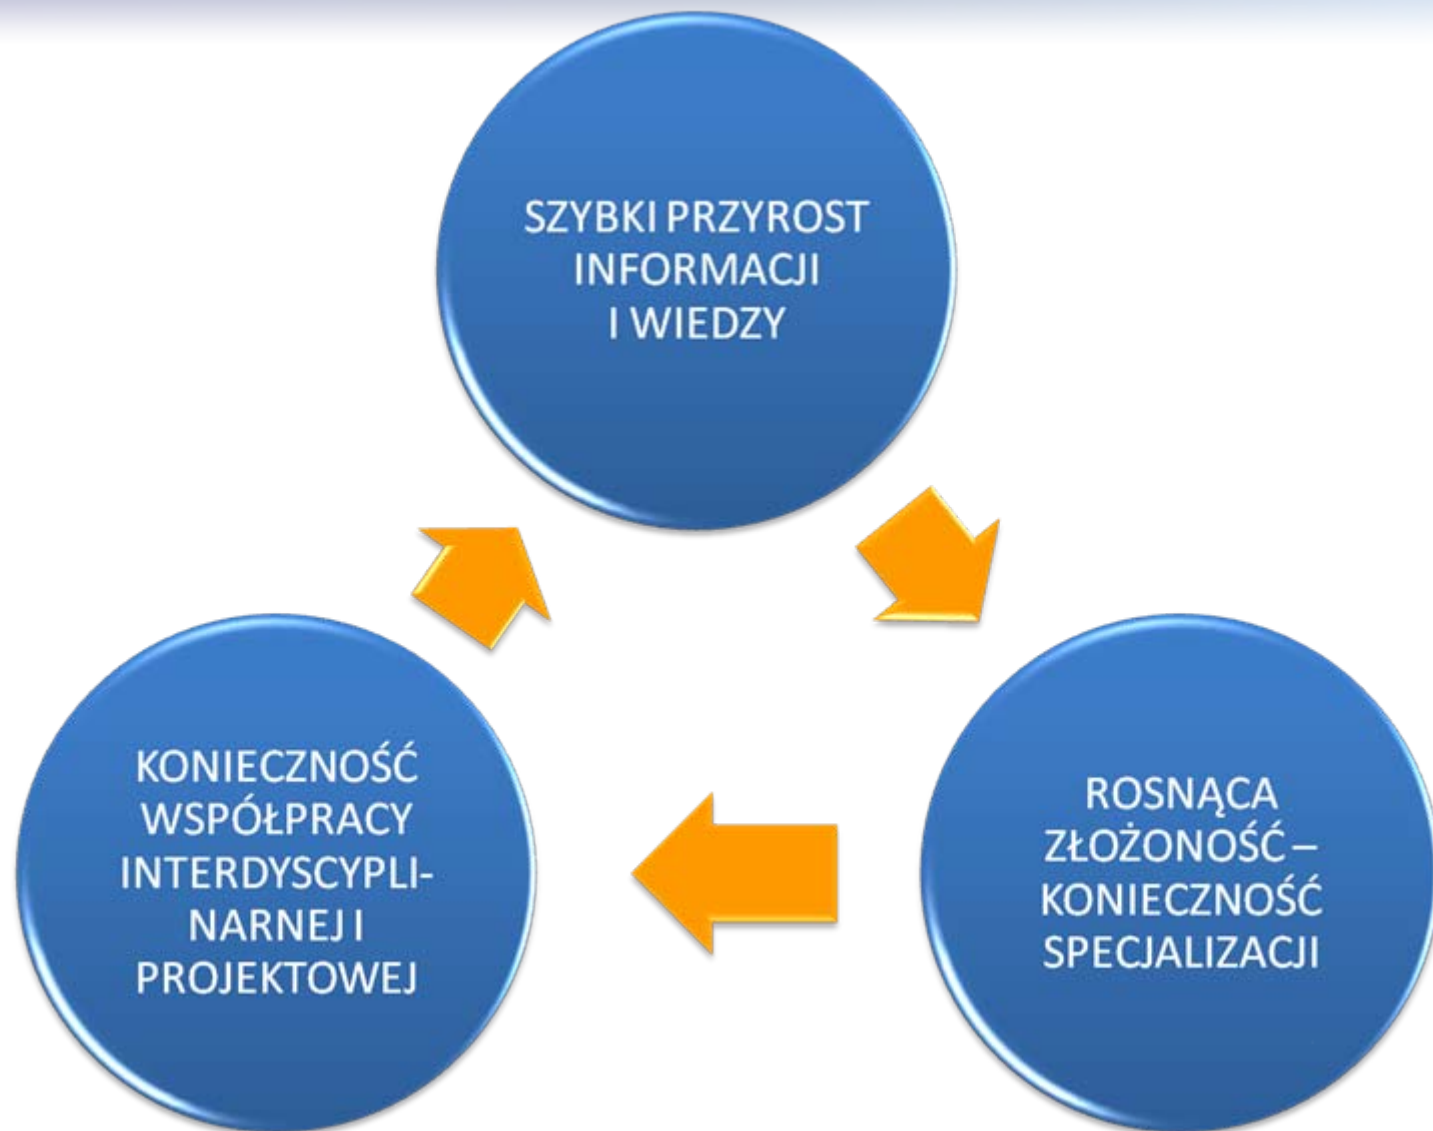 SZYBKI PRZYROST
INFORMACJI
I WIEDZY
ROSNĄCA
ZŁOŻONOŚĆ –
KONIECZNOŚĆ
SPECJALIZACJI
KONIECZNOŚĆ
WSPÓŁPRACY
INTERDYSCYPLI-
NARNEJ I
PROJEKTOWEJ